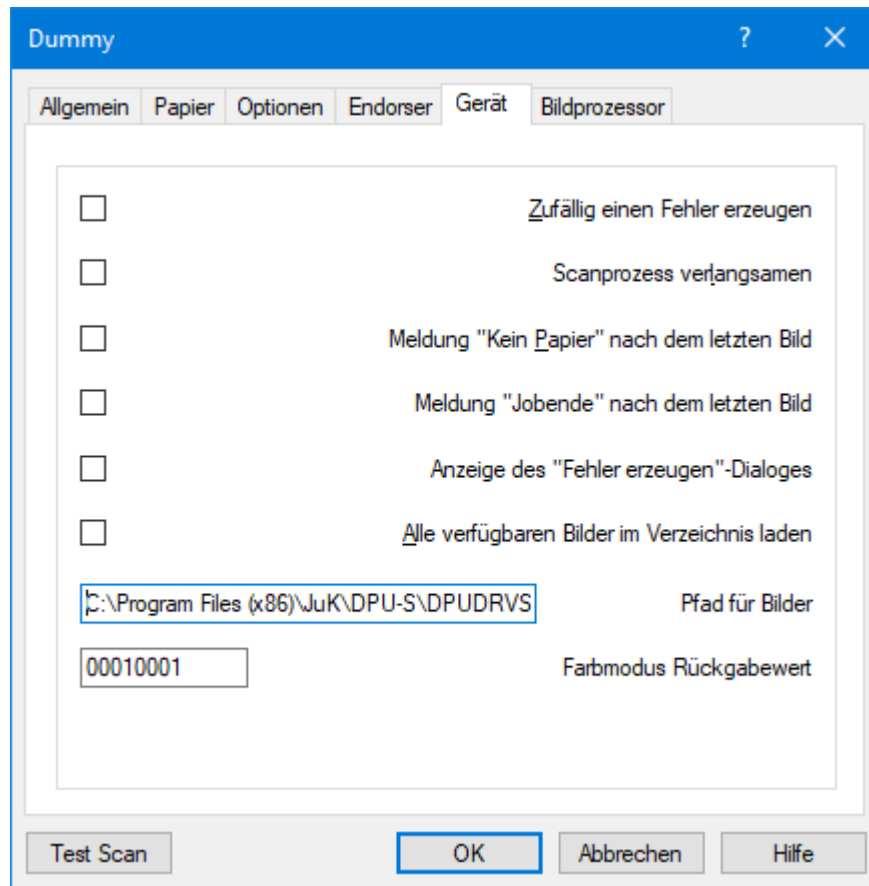 Dummy
Allgemein Papier Optionen Endorser Gerät Bildprozessor
Zufällig einen Fehler erzeugen
Scanprozess verlangsamen
Meldung "Kein Papier" nach dem letzten Bild
Meldung "Jobende" nach dem letzten Bild
Anzeige des "Fehler erzeugen"-Dialoges
Alle verfügbaren Bilder im Verzeichnis laden
C:\Program Files (x86)\JuK\DPU-S\DPUDRVS Pfad für Bilder
00010001 Farbmodus Rückgabewert
Test Scan OK Abbrechen Hilfe